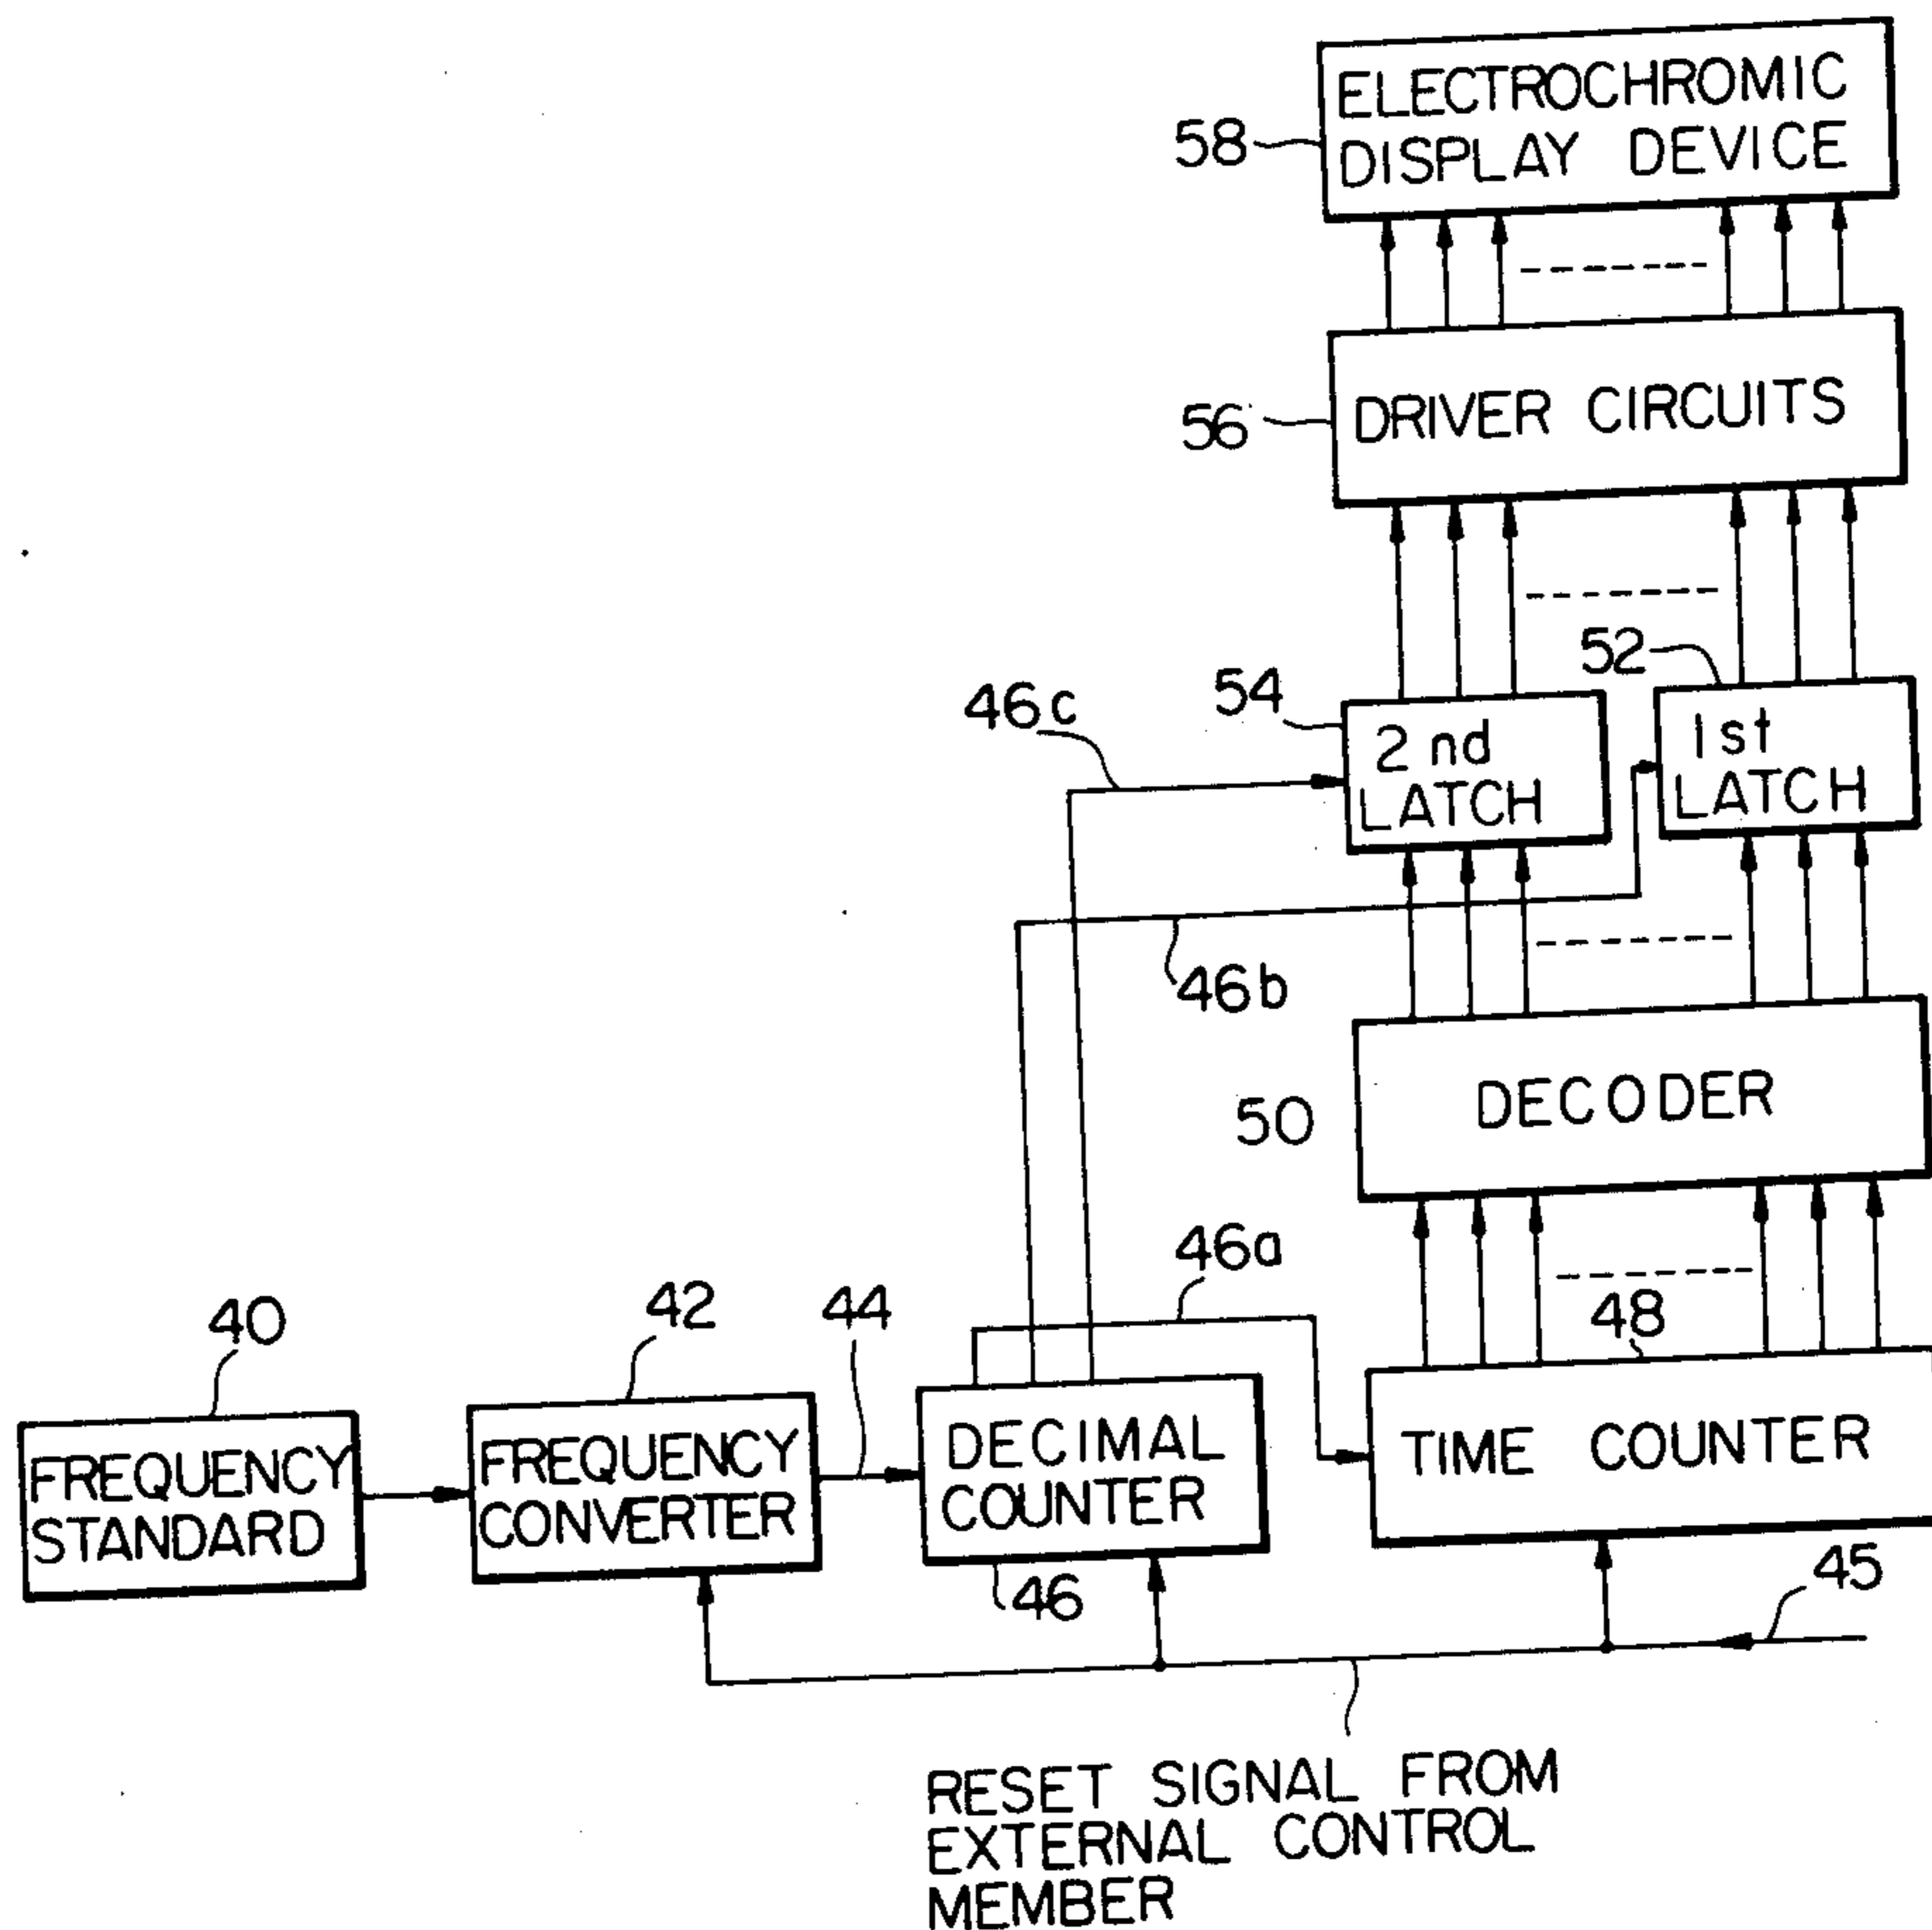 ELECTROCHROMIC
DISPLAY DEVICE
58
DRIVER CIRCUITS
56
52
54
46c
2nd
LATCH
1st
LATCH
46b
DECODER
50
46a
48
44
42
40
FREQUENCY
STANDARD
FREQUENCY
CONVERTER
DECIMAL
COUNTER
TIME COUNTER
46
45
RESET SIGNAL FROM
EXTERNAL CONTROL
MEMBER